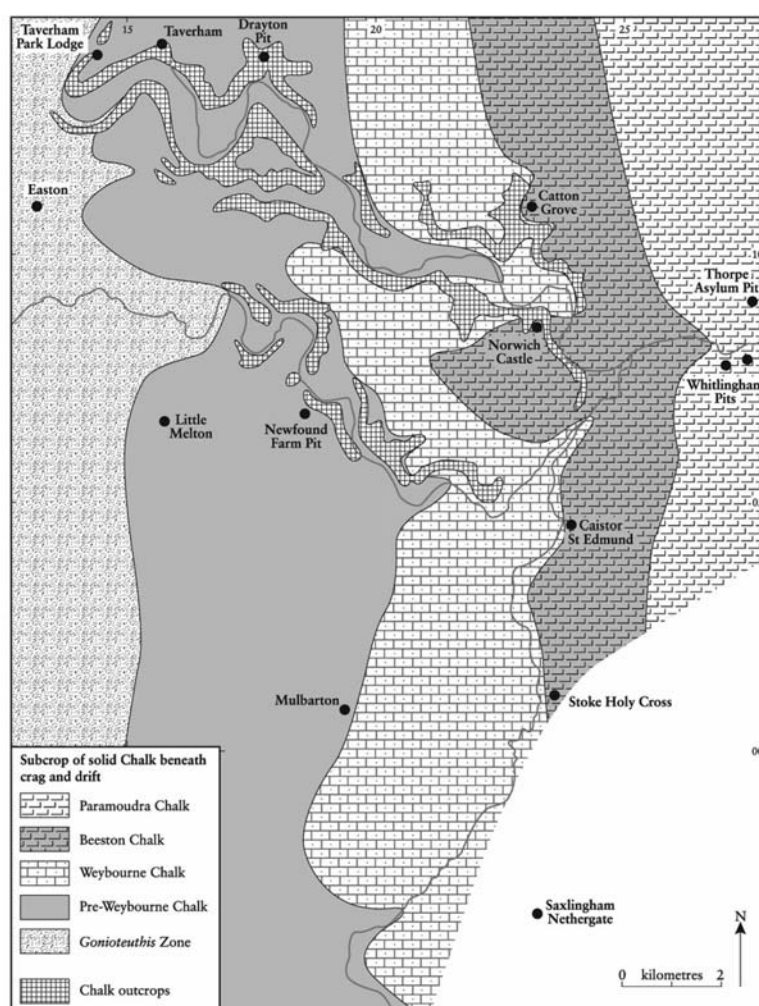 Taverham
Park Lodge
15
Taverham
Drayton
Pit
20
25
Easton
Catton
Grove
10
Thorpe
Asylum Pit
Norwich
Castle
Whitlingham
Pits
Little
Melton
Newfound
Farm Pit
Caistor
St Edmund
Mulbarton
Stoke Holy Cross
Saxlingham
Nethergate
N
0 kilometres 2
Subcrop of solid Chalk beneath
crag and drift
Paramoudra Chalk
Beeston Chalk
Weybourne Chalk
Pre-Weybourne Chalk
Gonioteuthis Zone
Chalk outcrops